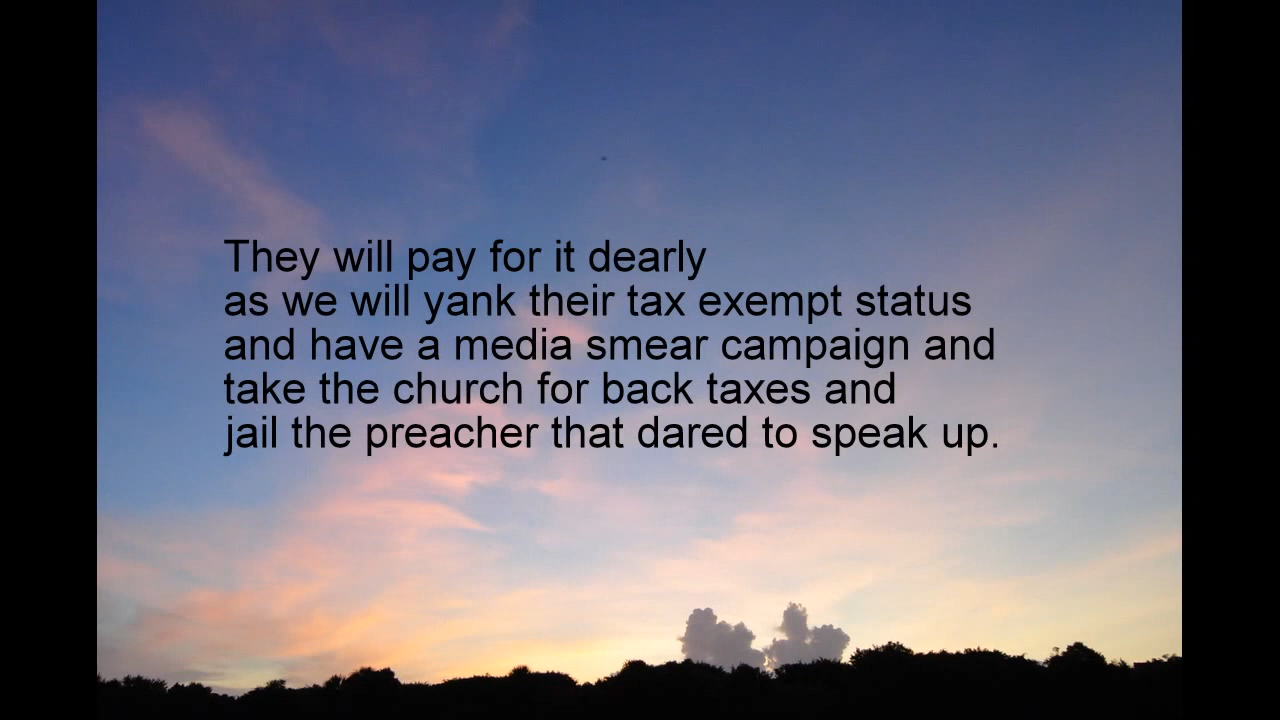 They will pay for it dearly
as we will yank their tax exempt status
and have a media smear campaign and
take the church for back taxes and
jail the preacher that dared to speak up.